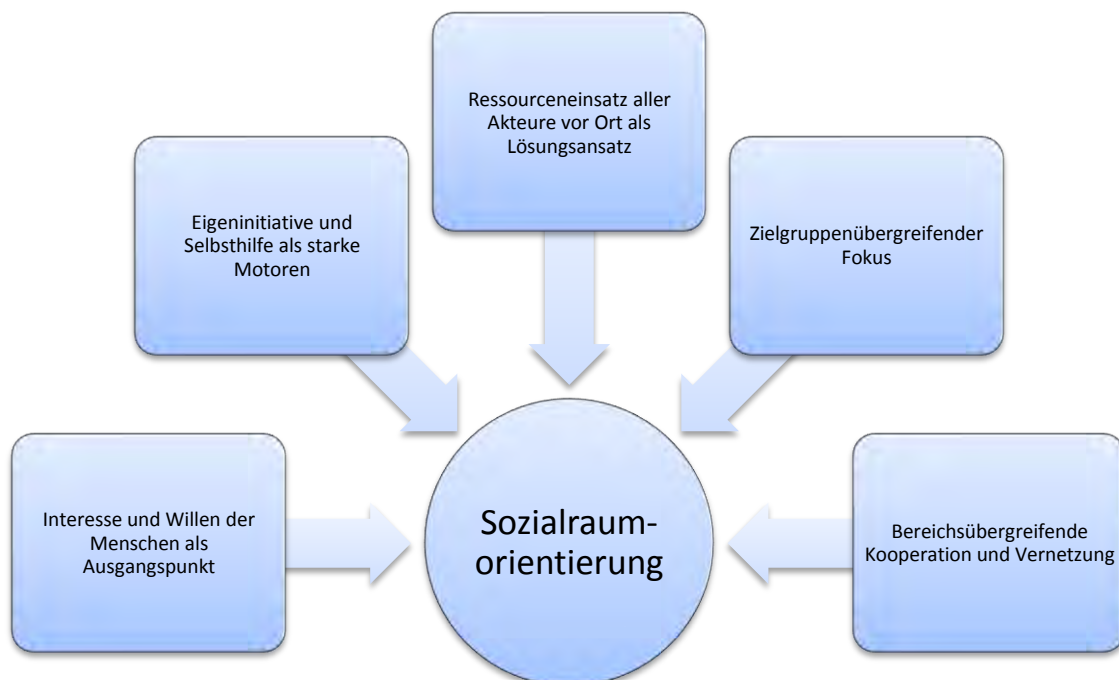 Ressourceneinsatz aller
Akteure vor Ort als
Lösungsansatz
Eigeninitiative und
Selbsthilfe als starke
Motoren
Zielgruppenübergreifender
Fokus
Interesse und Willen der
Menschen als
Ausgangspunkt
Sozialraum-
orientierung
Bereichsübergreifende
Kooperation und Vernetzung